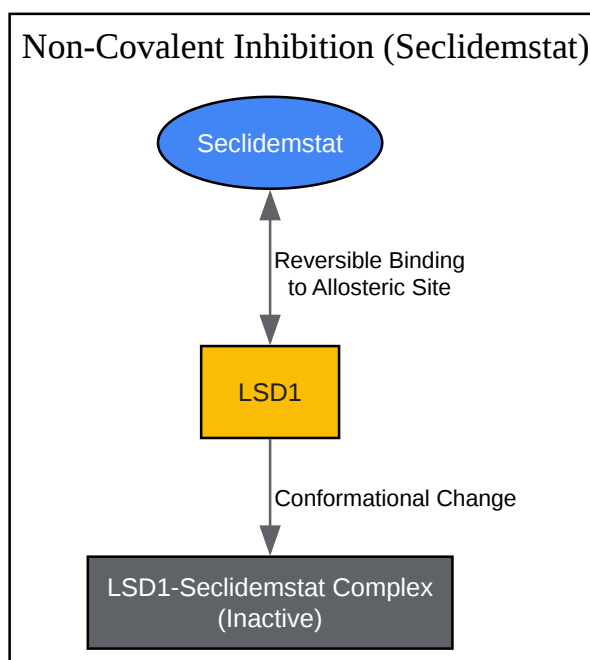 Non-Covalent Inhibition (Seclidemstat)
Seclidemstat
Reversible Binding
to Allosteric Site
LSD1
Conformational Change
LSD1-Seclidemstat Complex
(Inactive)